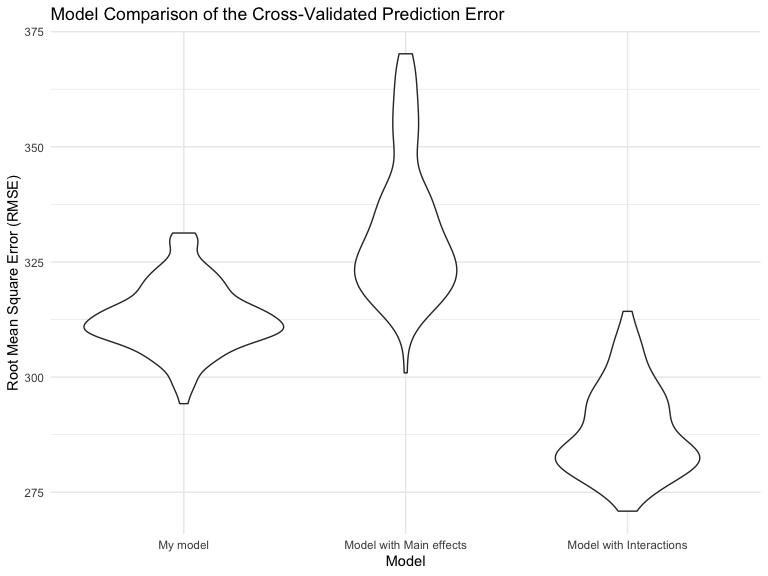 Model Comparison of the Cross-Validated Prediction Error
Root Mean Square Error (RMSE)
375
350
325
300
275
My model
Model with Main effects
Model with Interactions
Model